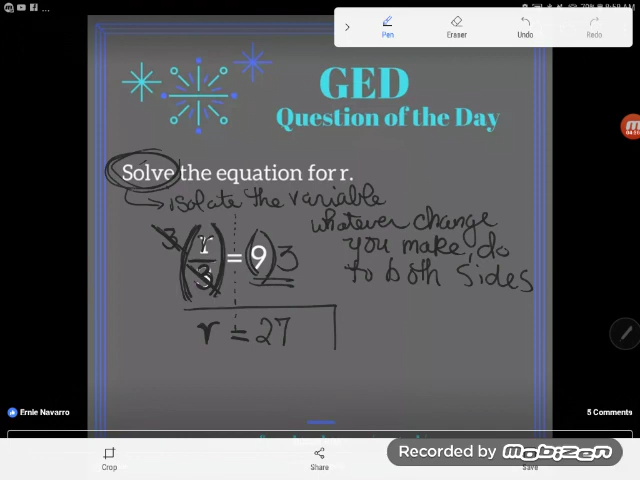 Pen
Eraser
Undo
Redo
GED
Question of the Day
Solve the equation for r.
isolate the variable
whatever change
you make, do
to both sides
3(r/3) = (9)3
r = 27
Ernie Navarro
5 Comments
Crop
Share
Save
Recorded by mobizen